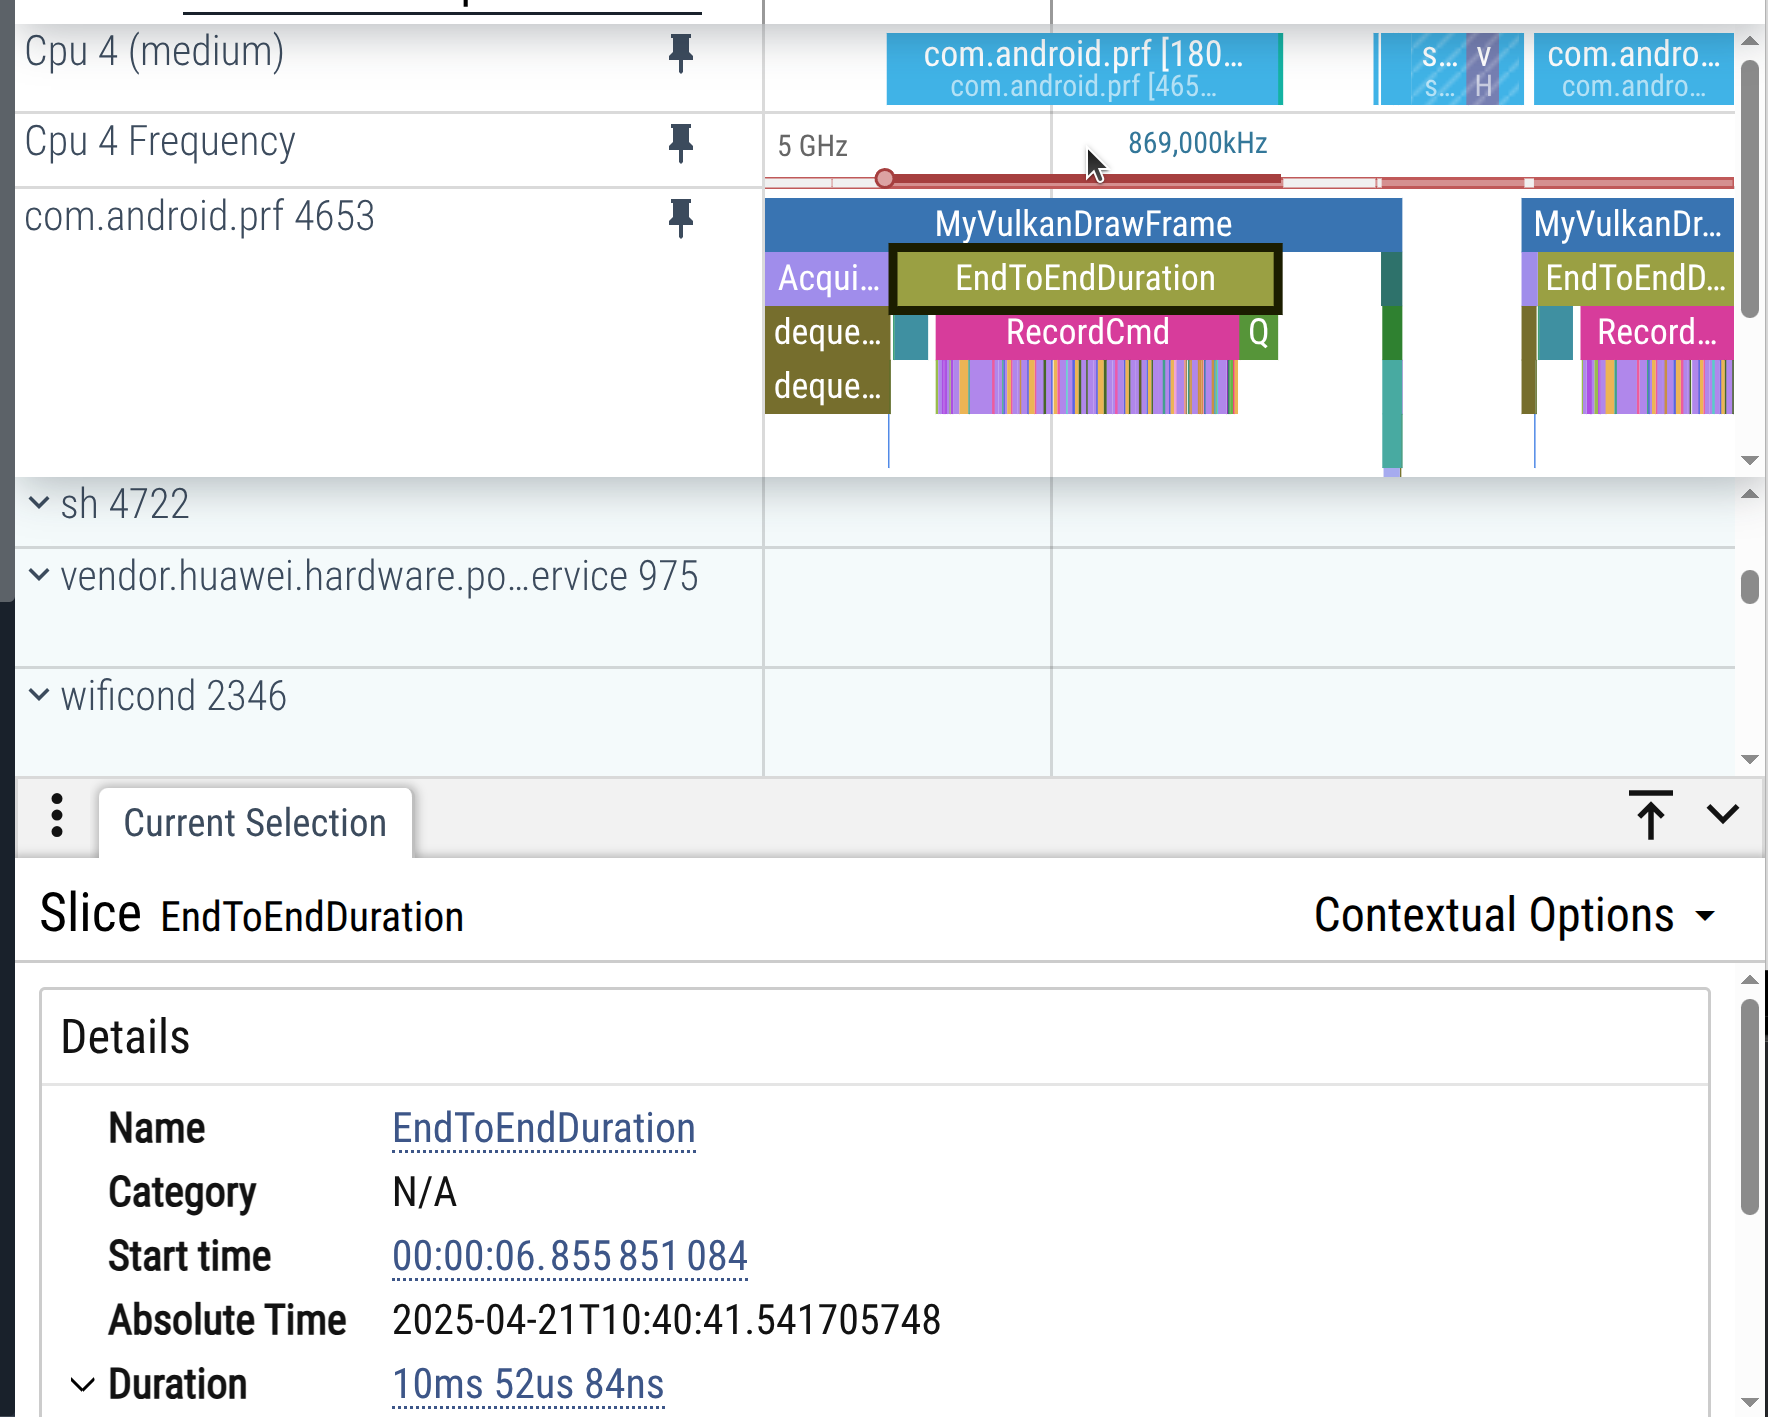 Cpu 4 (medium)
com.android.prf [180...
com.android.prf [465...
s...
s...
v
H
com.andro...
com.andro...
Cpu 4 Frequency
5 GHz
869,000kHz
com.android.prf 4653
MyVulkanDrawFrame
MyVulkanDr...
Acqui...
EndToEndDuration
EndToEndD...
deque...
RecordCmd
Q
Record...
deque...
sh 4722
vendor.huawei.hardware.po...ervice 975
wificond 2346
Current Selection
Slice EndToEndDuration
Contextual Options
Details
Name EndToEndDuration
Category N/A
Start time 00:00:06.855 851 084
Absolute Time 2025-04-21T10:40:41.541705748
Duration 10ms 52us 84ns